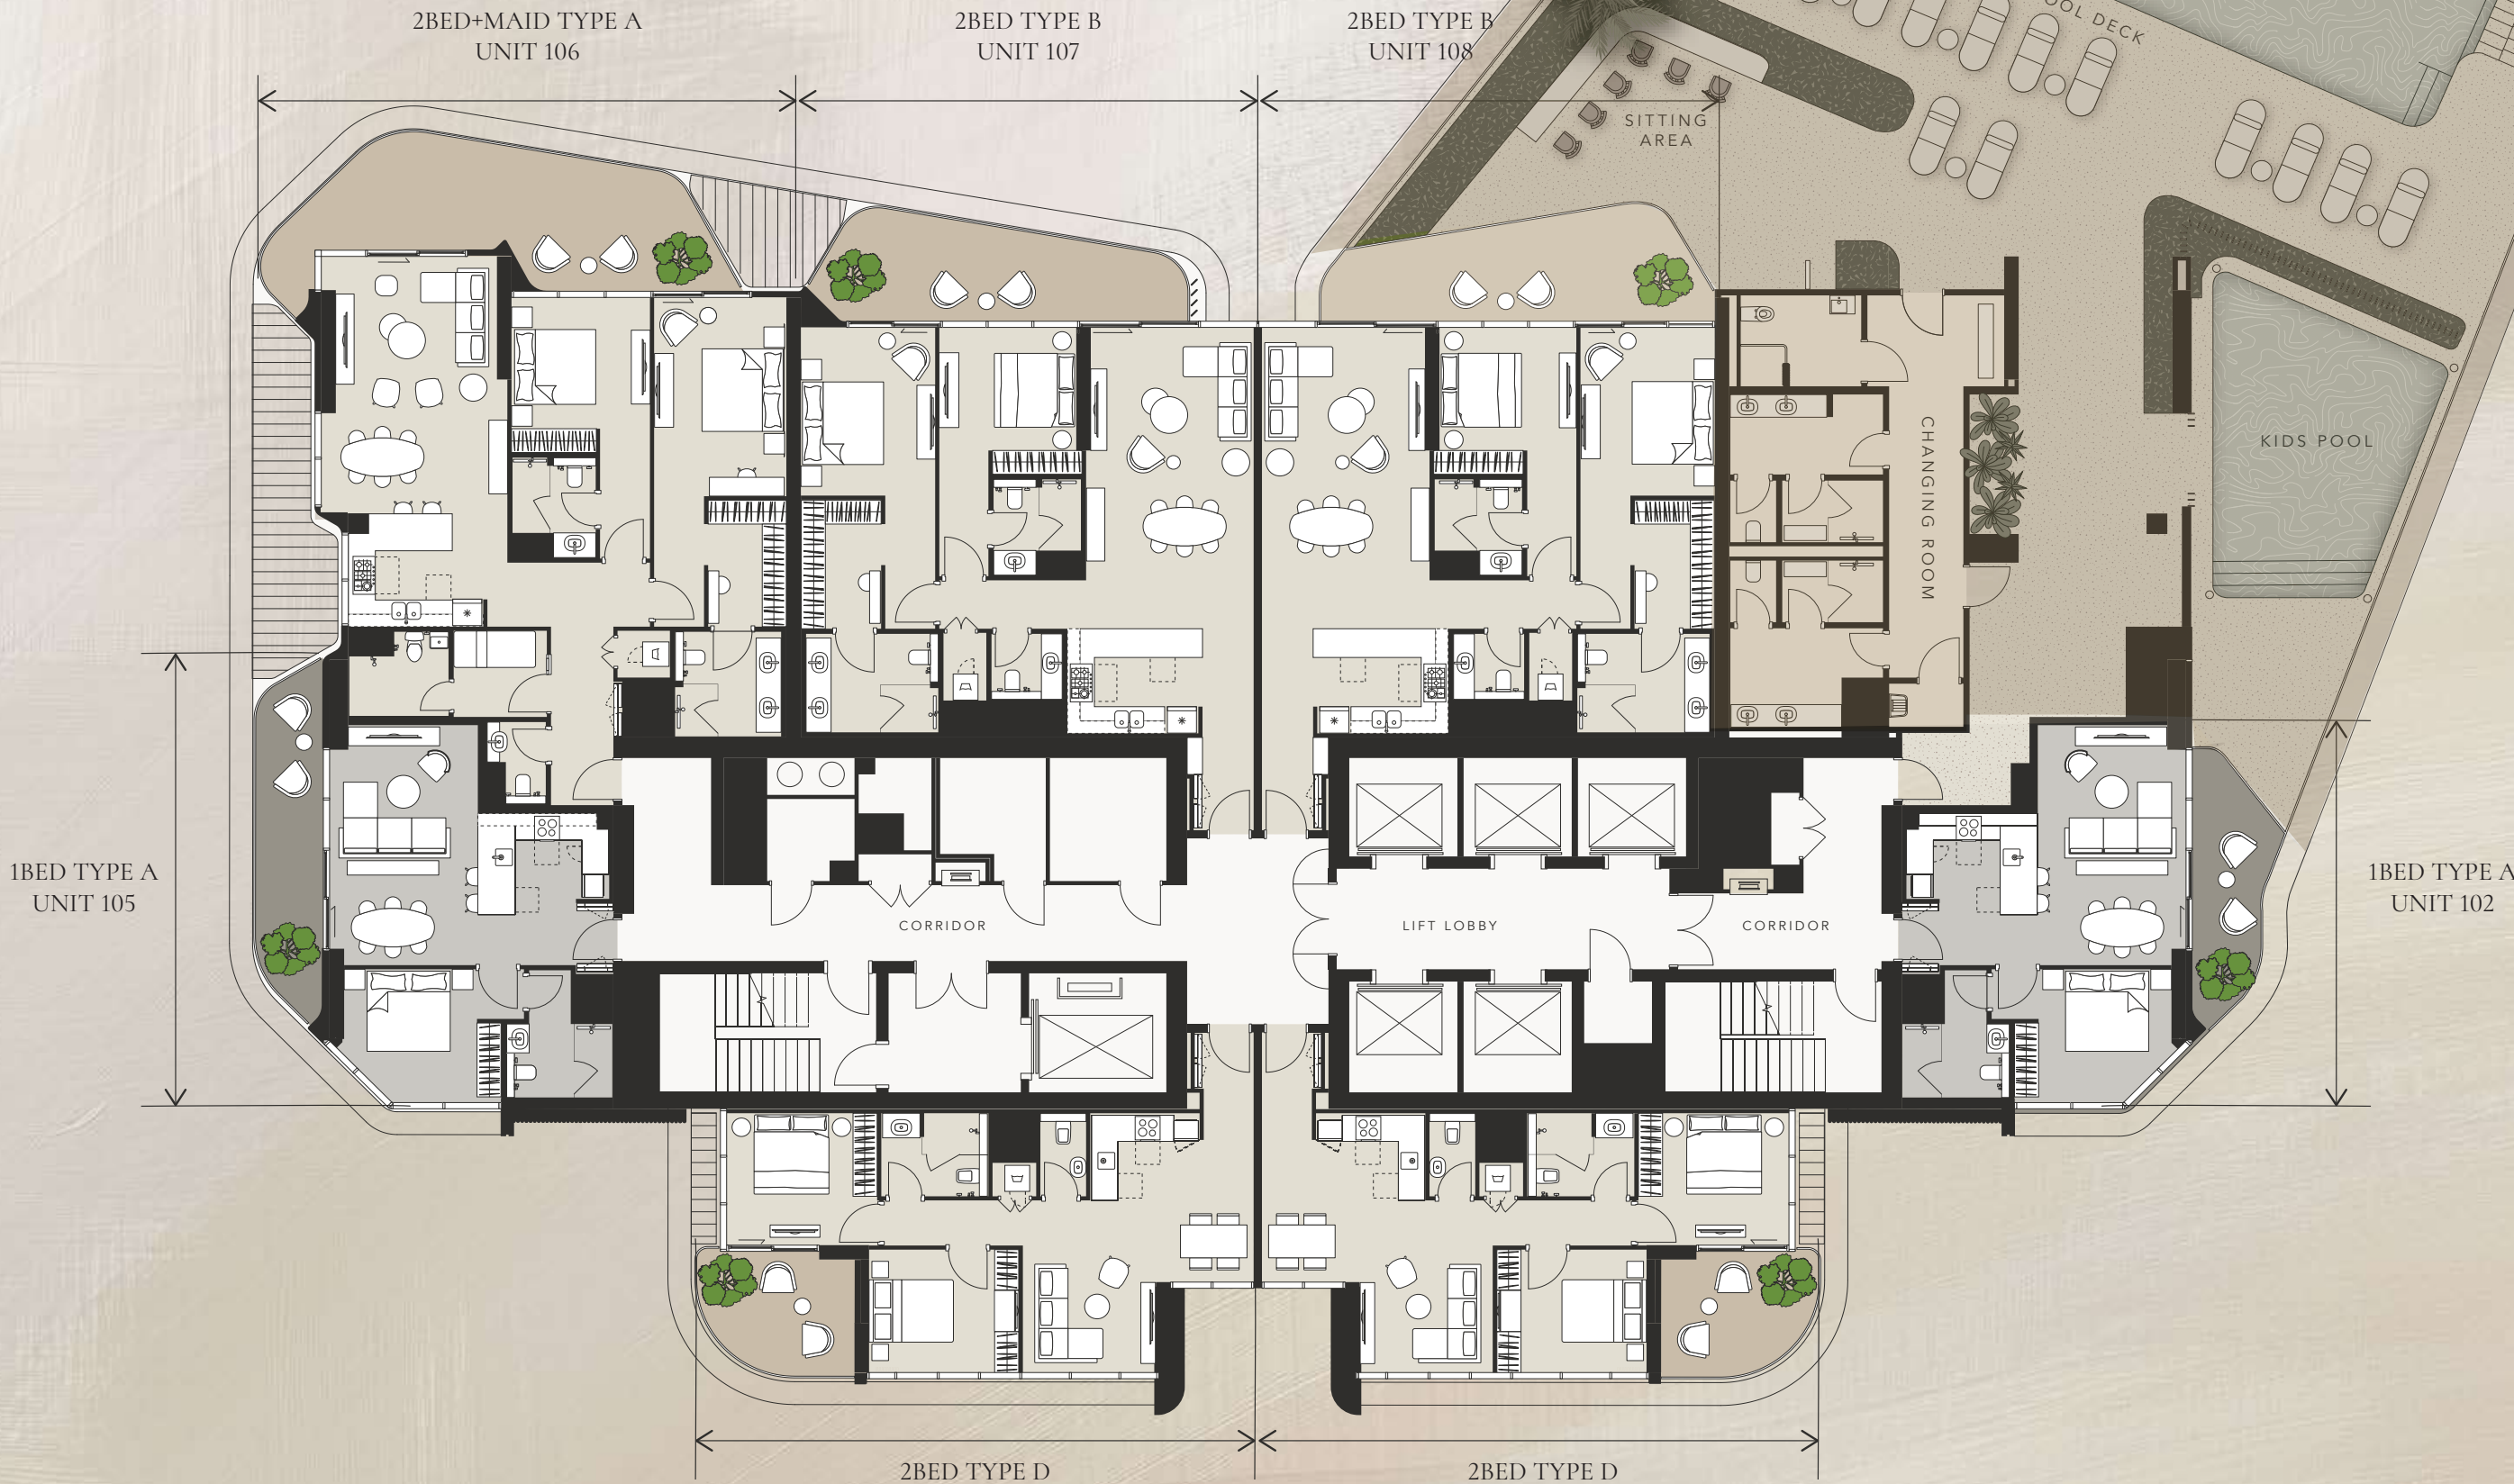 2BED+MAID TYPE A
UNIT 106
2BED TYPE B
UNIT 107
2BED TYPE B
UNIT 108
DECK
SITTING
AREA
KIDS POOL
CHANGING ROOM
1BED TYPE A
UNIT 105
CORRIDOR
LIFT LOBBY
CORRIDOR
1BED TYPE A
UNIT 102
2BED TYPE D
2BED TYPE D